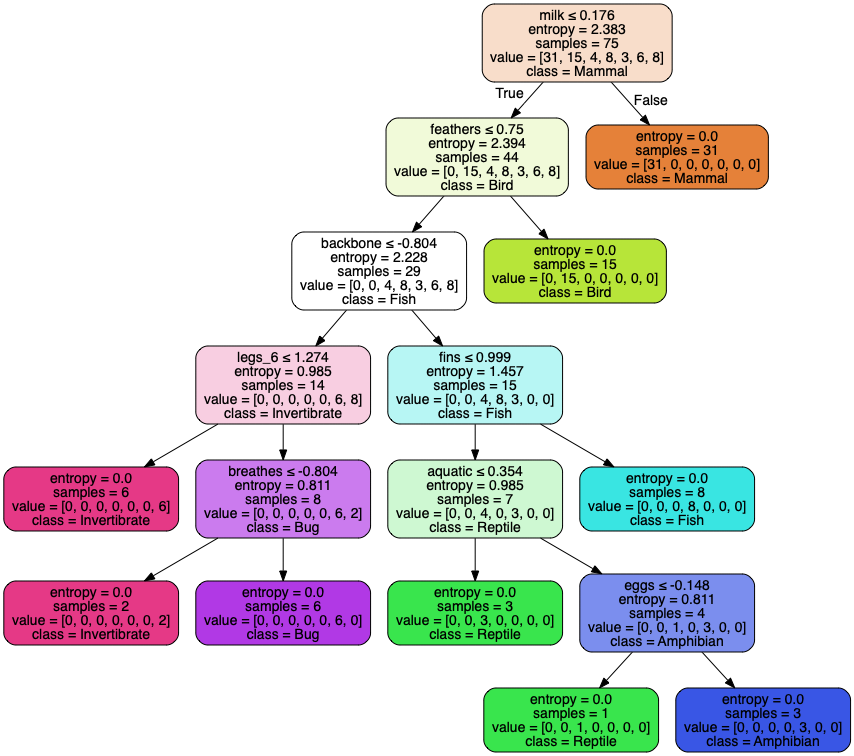 milk ≤ 0.176
entropy = 2.383
samples = 75
value = [31, 15, 4, 8, 3, 6, 8]
class = Mammal
True
False
feathers ≤ 0.75
entropy = 2.394
samples = 44
value = [0, 15, 4, 8, 3, 6, 8]
class = Bird
entropy = 0.0
samples = 31
value = [31, 0, 0, 0, 0, 0, 0]
class = Mammal
backbone ≤ -0.804
entropy = 2.228
samples = 29
value = [0, 0, 4, 8, 3, 6, 8]
class = Fish
entropy = 0.0
samples = 15
value = [0, 15, 0, 0, 0, 0, 0]
class = Bird
legs_6 ≤ 1.274
entropy = 0.985
samples = 14
value = [0, 0, 0, 0, 0, 6, 8]
class = Invertibrate
fins ≤ 0.999
entropy = 1.457
samples = 15
value = [0, 0, 4, 8, 3, 0, 0]
class = Fish
entropy = 0.0
samples = 6
value = [0, 0, 0, 0, 0, 0, 6]
class = Invertibrate
breathes ≤ -0.804
entropy = 0.811
samples = 8
value = [0, 0, 0, 0, 0, 6, 2]
class = Bug
aquatic ≤ 0.354
entropy = 0.985
samples = 7
value = [0, 0, 4, 0, 3, 0, 0]
class = Reptile
entropy = 0.0
samples = 8
value = [0, 0, 0, 8, 0, 0, 0]
class = Fish
entropy = 0.0
samples = 2
value = [0, 0, 0, 0, 0, 0, 2]
class = Invertibrate
entropy = 0.0
samples = 6
value = [0, 0, 0, 0, 0, 6, 0]
class = Bug
entropy = 0.0
samples = 3
value = [0, 0, 3, 0, 0, 0, 0]
class = Reptile
eggs ≤ -0.148
entropy = 0.811
samples = 4
value = [0, 0, 1, 0, 3, 0, 0]
class = Amphibian
entropy = 0.0
samples = 1
value = [0, 0, 1, 0, 0, 0, 0]
class = Reptile
entropy = 0.0
samples = 3
value = [0, 0, 0, 0, 3, 0, 0]
class = Amphibian